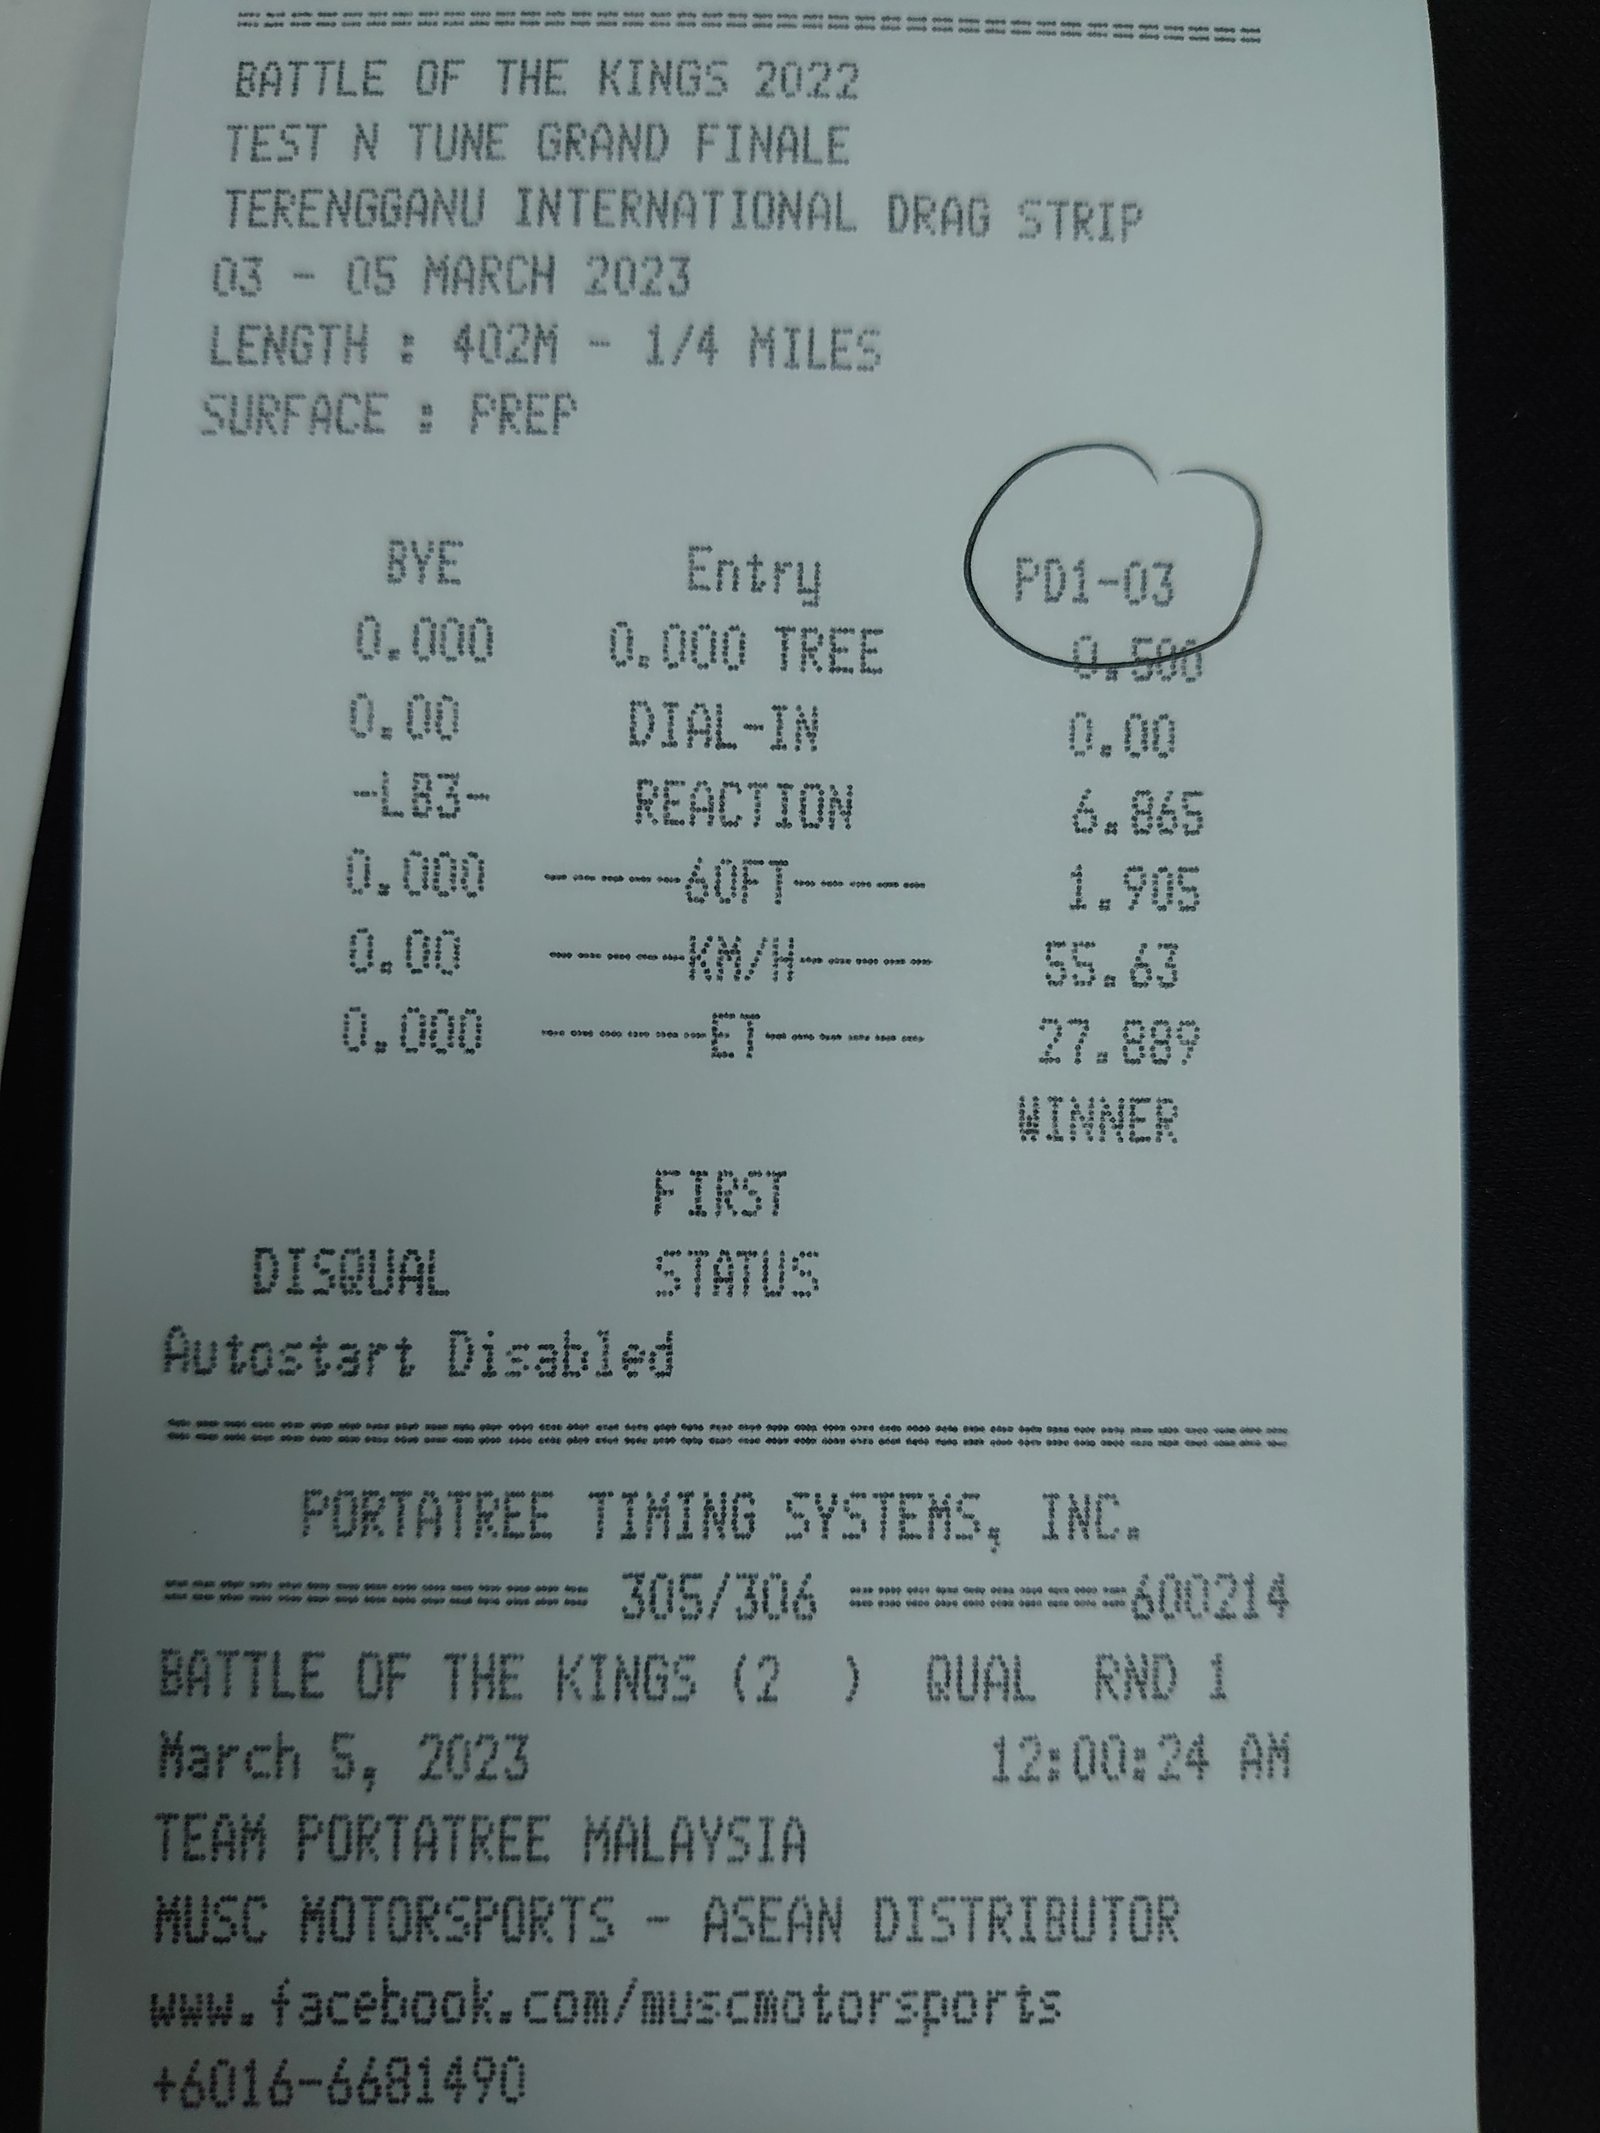 =====================================
BATTLE OF THE KINGS 2022
TEST N TUNE GRAND FINALE
TERENGGANU INTERNATIONAL DRAG STRIP
03 - 05 MARCH 2023
LENGTH : 402M - 1/4 MILES
SURFACE : PREP
BYE Entry PD1-03
0.000 0.000 TREE 0.500
0.00 DIAL-IN 0.00
-LB3- REACTION 6.865
0.000 -----60FT----- 1.905
0.00 -----KM/H----- 55.63
0.000 ------ET------ 27.889
WINNER
FIRST
DISQUAL STATUS
Autostart Disabled
========================================
PORTATREE TIMING SYSTEMS, INC.
=============== 305/306 ==========600214
BATTLE OF THE KINGS (2 ) QUAL RND 1
March 5, 2023 12:00:24 AM
TEAM PORTATREE MALAYSIA
MUSC MOTORSPORTS - ASEAN DISTRIBUTOR
www.facebook.com/muscmotorsports
+6016-6681490